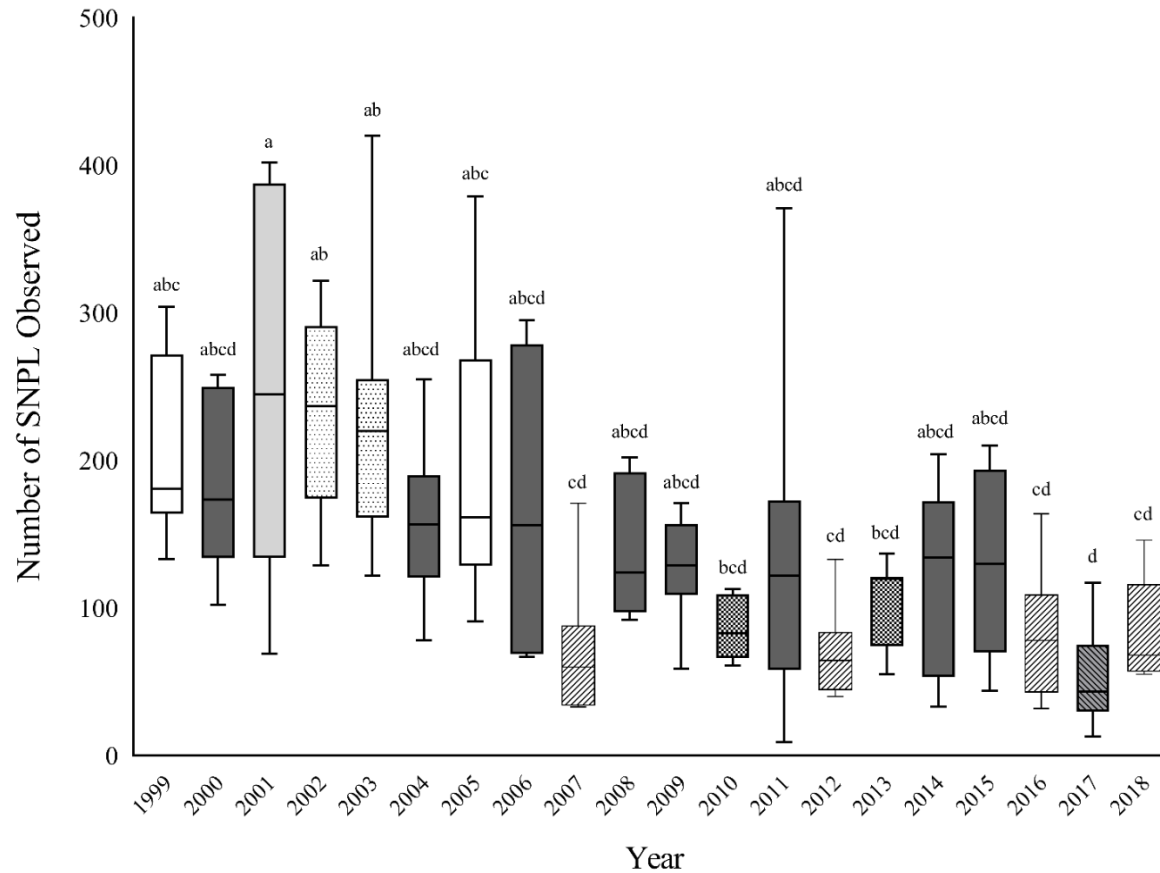 500
400
300
200
100
0
Number of SNPL Observed
abc
abcd
a
ab
ab
abcd
abc
abcd
cd
abcd
abcd
bcd
abcd
cd
bcd
abcd
abcd
cd
d
cd
1999
2000
2001
2002
2003
2004
2005
2006
2007
2008
2009
2010
2011
2012
2013
2014
2015
2016
2017
2018
Year